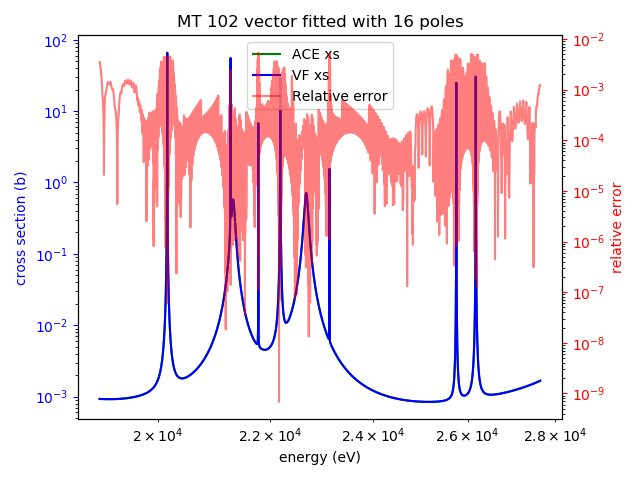 MT 102 vector fitted with 16 poles
ACE xs
VF xs
Relative error
10²
10¹
10⁰
10⁻¹
10⁻²
10⁻³
cross section (b)
10⁻²
10⁻³
10⁻⁴
10⁻⁵
10⁻⁶
10⁻⁷
10⁻⁸
10⁻⁹
relative error
2 × 10⁴ 2.2 × 10⁴ 2.4 × 10⁴ 2.6 × 10⁴ 2.8 × 10⁴
energy (eV)